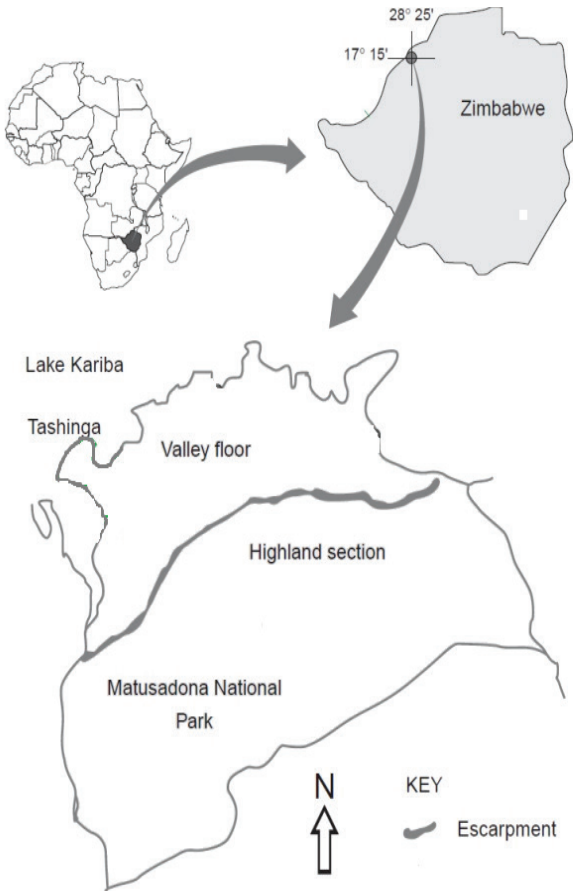 28° 25'
17° 15'
Zimbabwe
Lake Kariba
Tashinga
Valley floor
Highland section
Matusadona National
Park
N
KEY
Escarpment